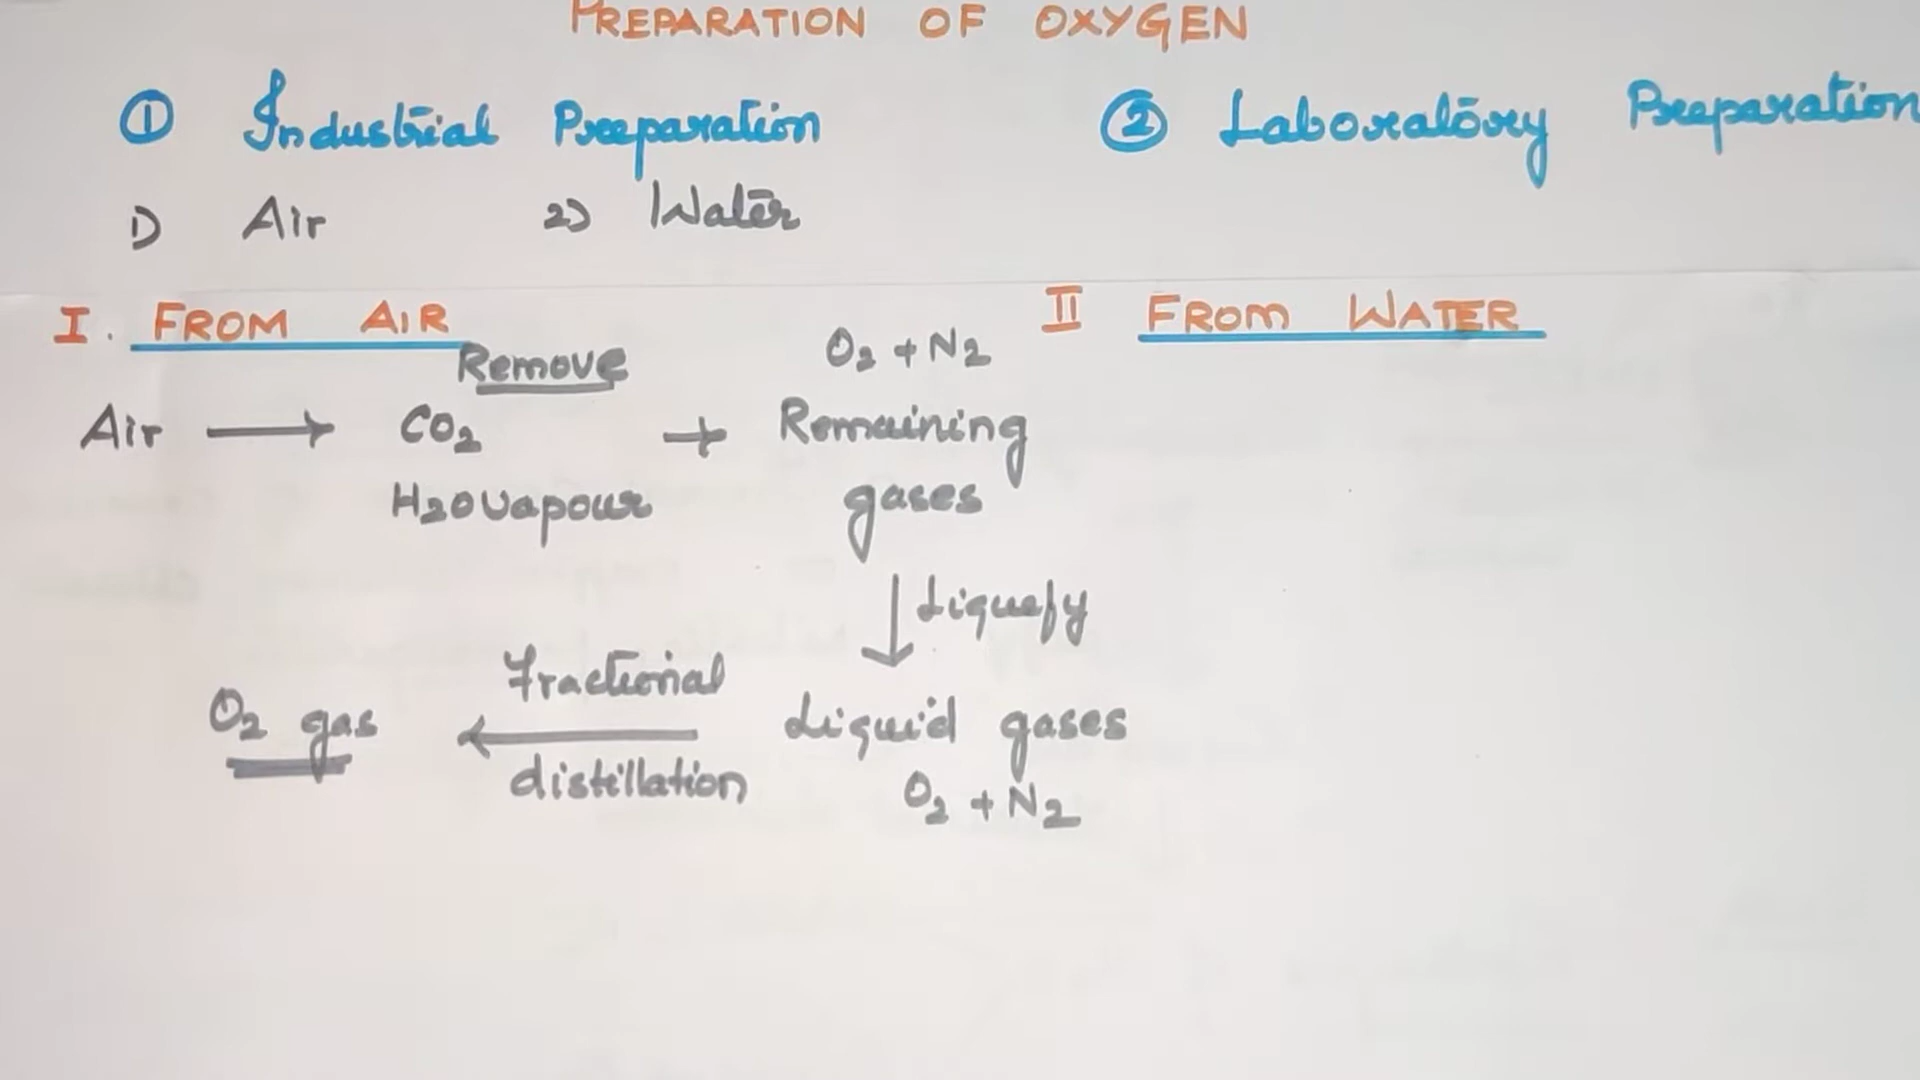 PREPARATION OF OXYGEN
① Industrial Preparation
② Laboratory Preparation
1) Air 2) Water
I. FROM AIR
Remove
O2 + N2
Air → CO2 + Remaining
H2O Vapour gases
↓ Liquefy
Fractional
O2 gas ← Liquid gases
distillation
O2 + N2
II FROM WATER